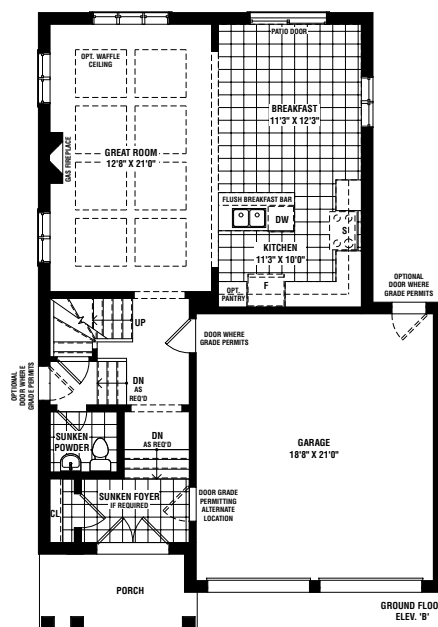 PATIO DOOR
OPT. WAFFLE
CEILING
BREAKFAST
11'3" X 12'3"
GREAT ROOM
12'8" X 21'0"
GAS FIREPLACE
FLUSH BREAKFAST BAR
DW
S
KITCHEN
11'3" X 10'0"
OPT.
PANTRY
F
OPTIONAL
DOOR WHERE
GRADE PERMITS
UP
DOOR WHERE
GRADE PERMITS
OPTIONAL
DOOR WHERE
GRADE PERMITS
DN
AS
REQ'D
SUNKEN
POWDER
DN
AS REQ'D
GARAGE
18'8" X 21'0"
SUNKEN FOYER
IF REQUIRED
CL
DOOR GRADE
PERMITTING
ALTERNATE
LOCATION
PORCH
GROUND FLOO
ELEV. 'B'